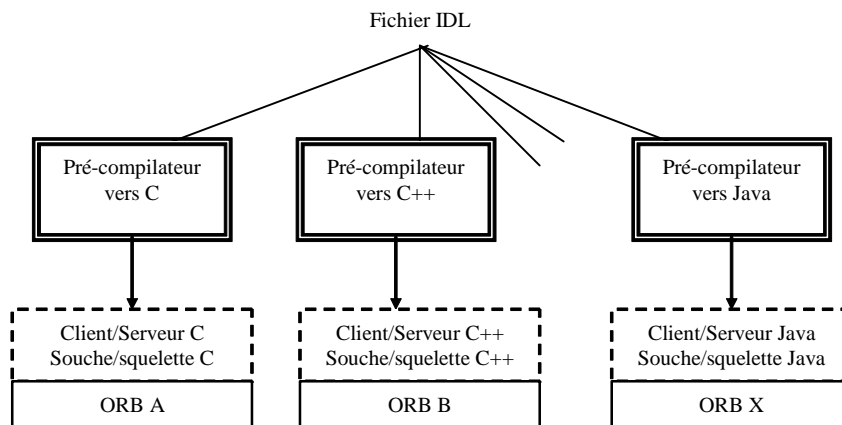 Fichier IDL
Pré-compilateur
vers C
Pré-compilateur
vers C++
Pré-compilateur
vers Java
Client/Serveur C
Souche/squelette C
Client/Serveur C++
Souche/squelette C++
Client/Serveur Java
Souche/squelette Java
ORB A
ORB B
ORB X